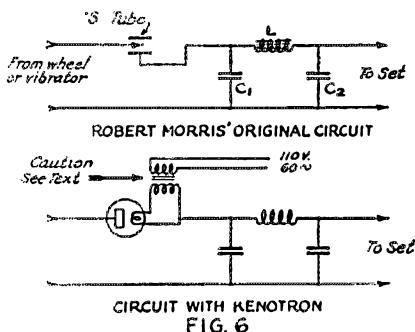 "S Tube
L
From wheel
or vibrator
C1
C2
To Set
ROBERT MORRIS' ORIGINAL CIRCUIT
Caution
See Text
110 V.
60~
To Set
CIRCUIT WITH KENOTRON
FIG. 6